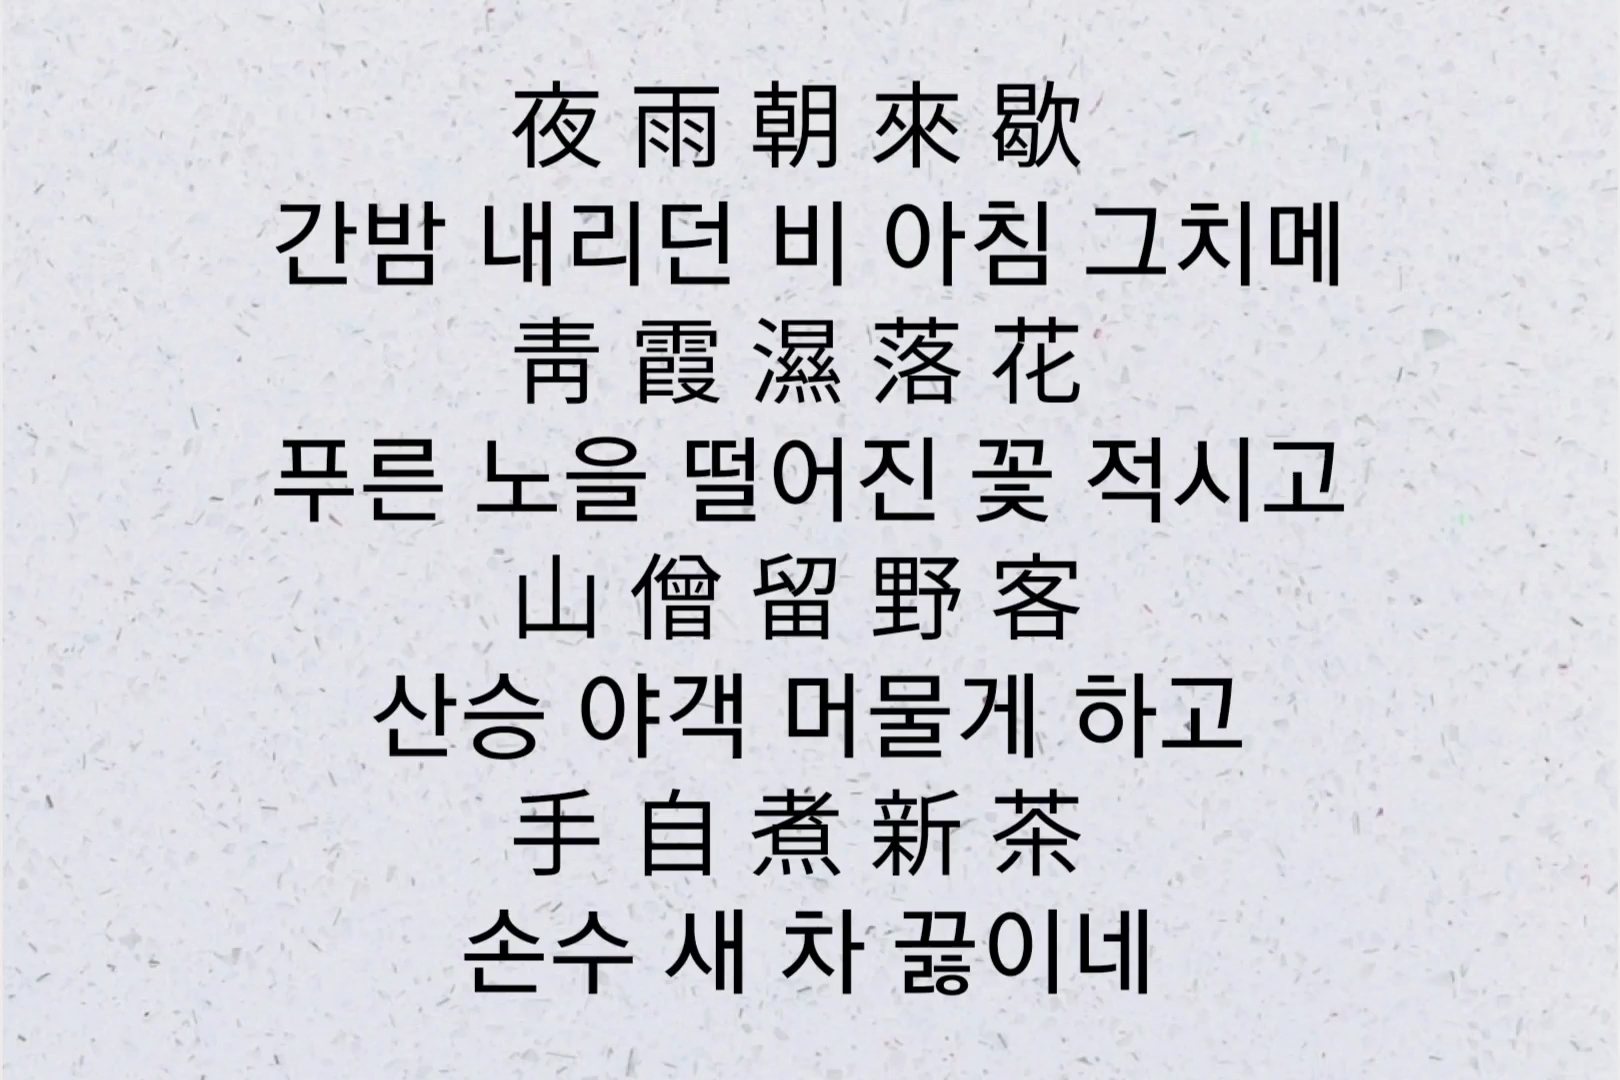 夜 雨 朝 來 歇
간밤 내리던 비 아침 그치메
靑 霞 濕 落 花
푸른 노을 떨어진 꽃 적시고
山 僧 留 野 客
산승 야객 머물게 하고
手 自 煮 新 茶
손수 새 차 끓이네